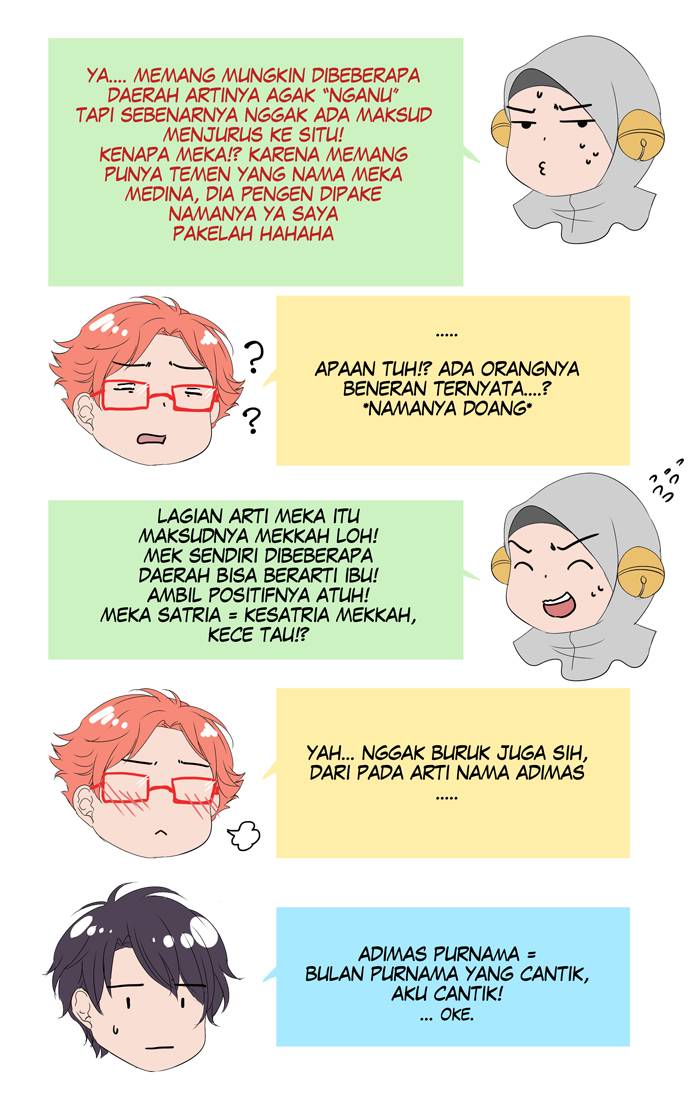 YA.... MEMANG MUNGKIN DIBEBERAPA
DAERAH ARTINYA AGAK "NGANU"
TAPI SEBENARNYA NGGAK ADA MAKSUD
MENJURUS KE SITU!
KENAPA MEKA!? KARENA MEMANG
PUNYA TEMEN YANG NAMA MEKA
MEDINA, DIA PENGEN DIPAKE
NAMANYA YA SAYA
PAKELAH HAHAHA
?
?
.....
APAAN TUH!? ADA ORANGNYA
BENERAN TERNYATA....?
*NAMANYA DOANG*
LAGIAN ARTI MEKA ITU
MAKSUDNYA MEKKAH LOH!
MEK SENDIRI DIBEBERAPA
DAERAH BISA BERARTI IBU!
AMBIL POSITIFNYA ATUH!
MEKA SATRIA = KESATRIA MEKKAH,
KECE TAU!?
YAH... NGGAK BURUK JUGA SIH,
DARI PADA ARTI NAMA ADIMAS
.....
ADIMAS PURNAMA =
BULAN PURNAMA YANG CANTIK,
AKU CANTIK!
... OKE.